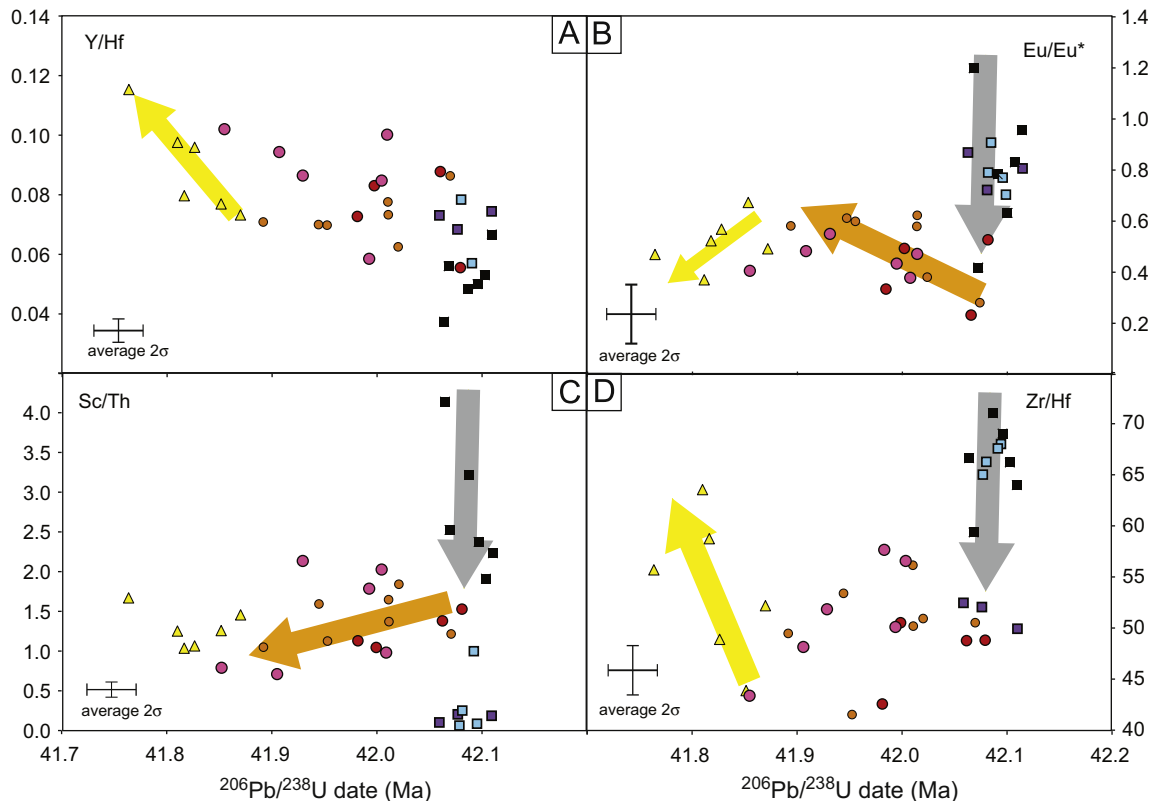 0.14
0.12
0.10
0.08
0.06
0.04
Y/Hf
A
average 2σ
B
Eu/Eu*
average 2σ
1.4
1.2
1.0
0.8
0.6
0.4
0.2
4.0
3.5
3.0
2.5
2.0
1.5
1.0
0.5
0.0
Sc/Th
C
average 2σ
D
Zr/Hf
average 2σ
70
65
60
55
50
45
40
41.7 41.8 41.9 42.0 42.1
41.8 41.9 42.0 42.1 42.2
²⁰⁶Pb/²³⁸U date (Ma)
²⁰⁶Pb/²³⁸U date (Ma)